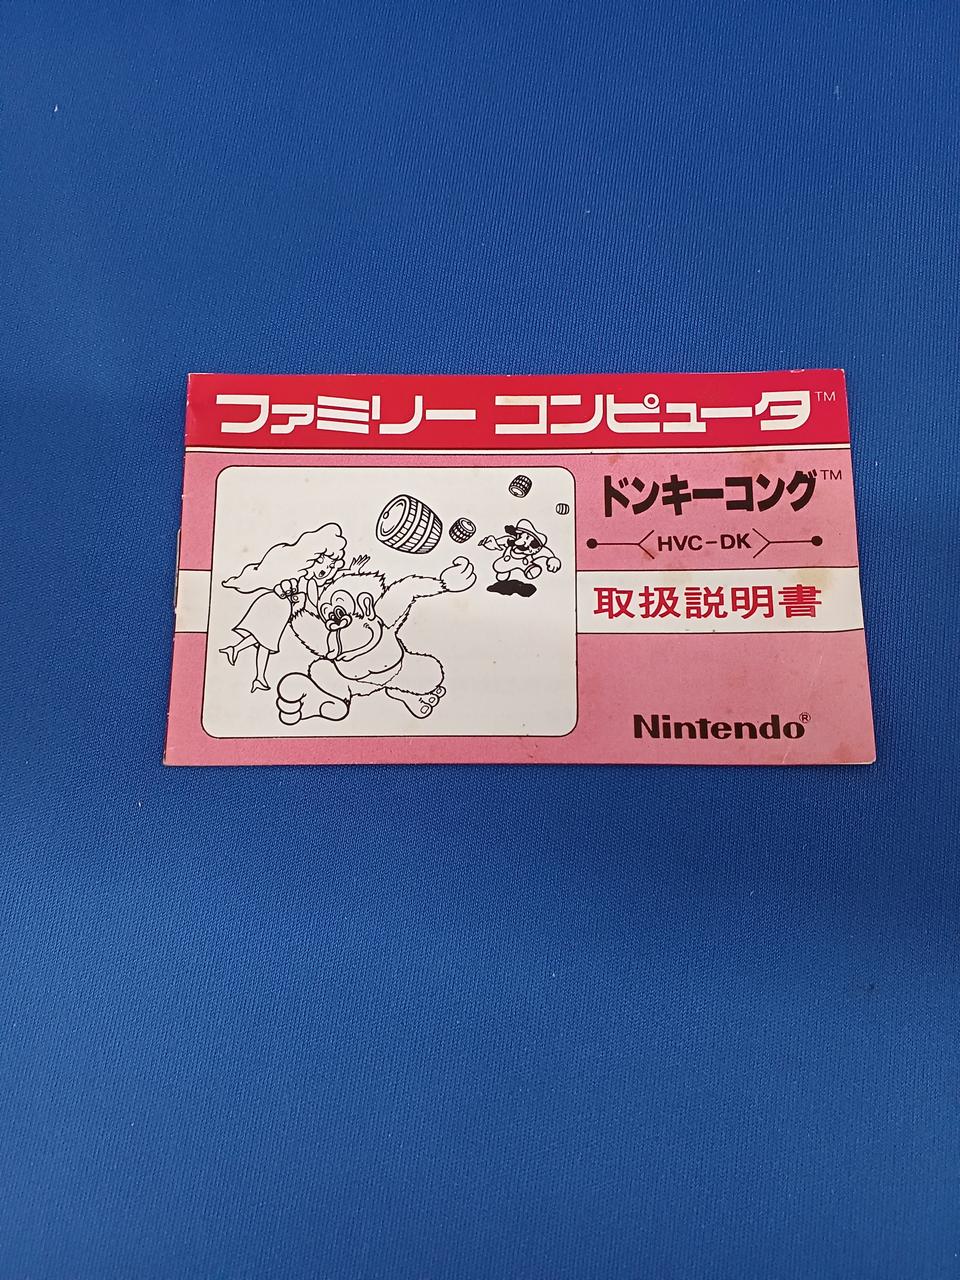 ファミリー コンピュータ™
ドンキーコング™
HVC-DK
取扱説明書
Nintendo®